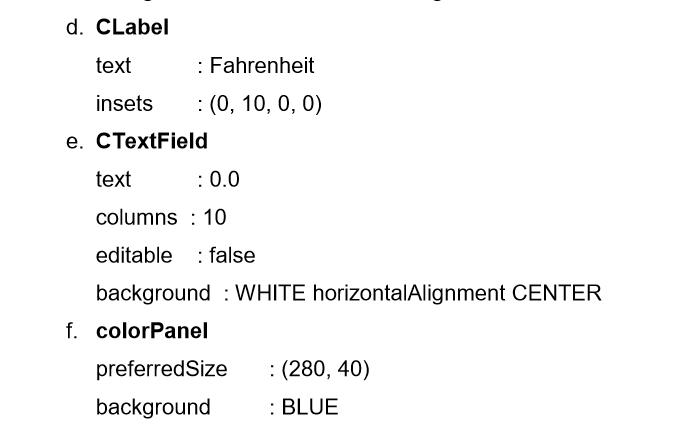 d. CLabel
text : Fahrenheit
insets : (0, 10, 0, 0)
e. CTextField
text : 0.0
columns : 10
editable : false
background : WHITE horizontalAlignment CENTER
f. colorPanel
preferredSize : (280, 40)
background : BLUE